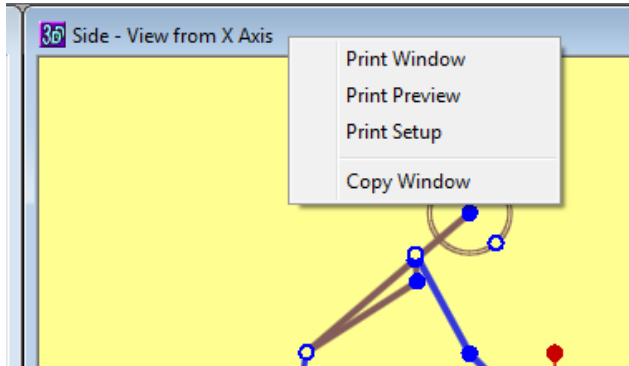 Side - View from X Axis
Print Window
Print Preview
Print Setup
Copy Window